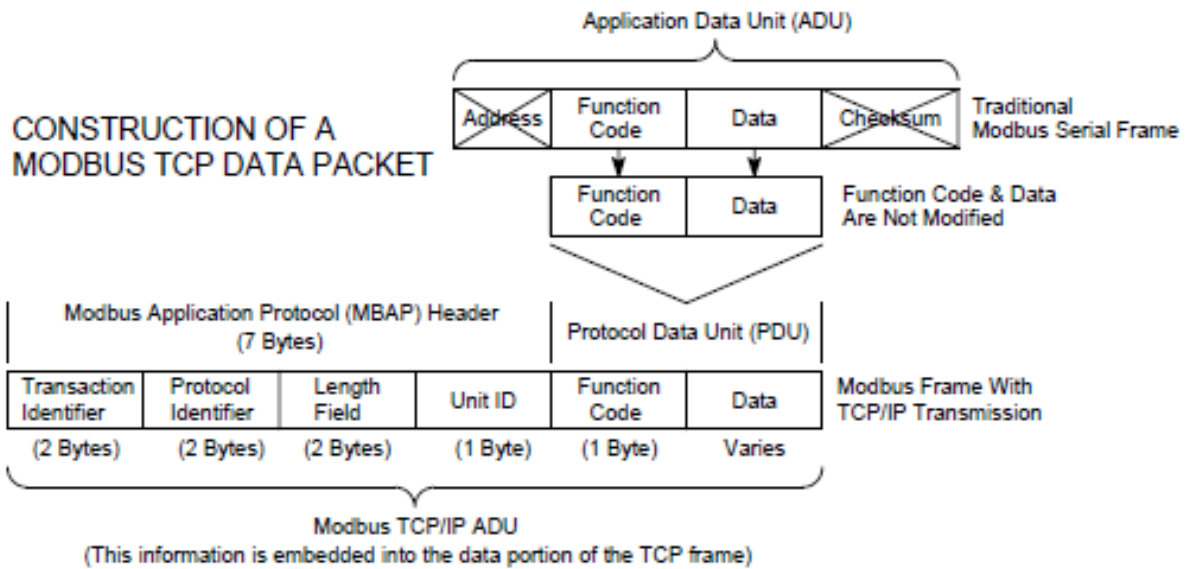 Application Data Unit (ADU)
CONSTRUCTION OF A
MODBUS TCP DATA PACKET
Address
Function
Code
Data
Checksum
Traditional
Modbus Serial Frame
Function
Code
Data
Function Code & Data
Are Not Modified
Modbus Application Protocol (MBAP) Header
(7 Bytes)
Protocol Data Unit (PDU)
Transaction
Identifier
Protocol
Identifier
Length
Field
Unit ID
Function
Code
Data
Modbus Frame With
TCP/IP Transmission
(2 Bytes)
(2 Bytes)
(2 Bytes)
(1 Byte)
(1 Byte)
Varies
Modbus TCP/IP ADU
(This information is embedded into the data portion of the TCP frame)